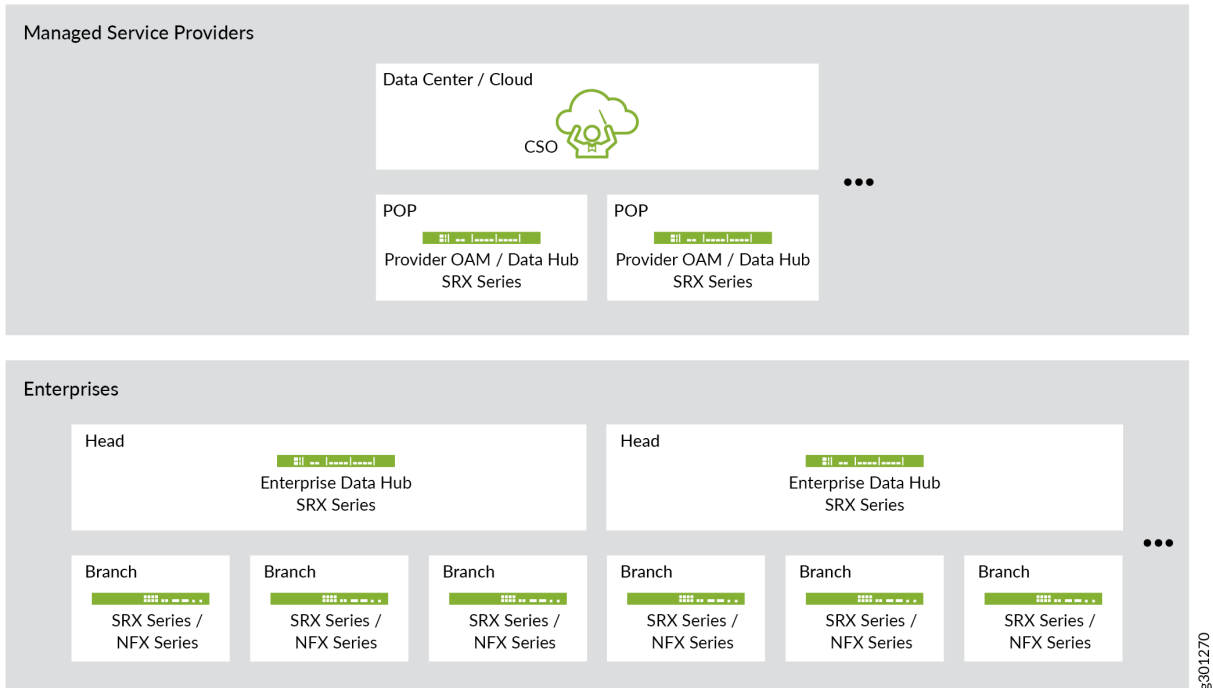 Managed Service Providers
Data Center / Cloud
CSO
POP
Provider OAM / Data Hub
SRX Series
POP
Provider OAM / Data Hub
SRX Series
Enterprises
Head
Enterprise Data Hub
SRX Series
Head
Enterprise Data Hub
SRX Series
Branch
SRX Series /
NFX Series
Branch
SRX Series /
NFX Series
Branch
SRX Series /
NFX Series
Branch
SRX Series /
NFX Series
Branch
SRX Series /
NFX Series
Branch
SRX Series /
NFX Series
g301270